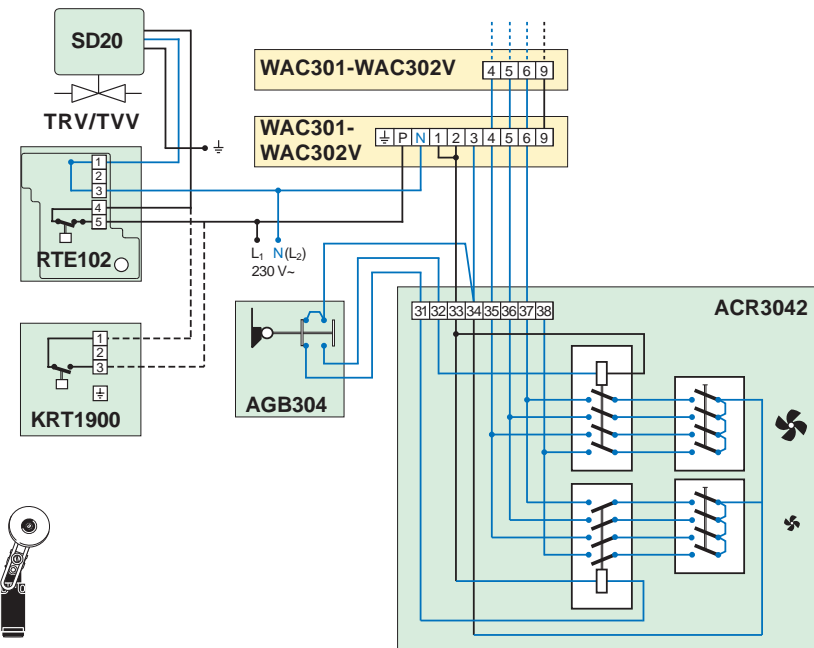 SD20
TRV/TVV
WAC301-WAC302V
4 5 6 9
WAC301-
WAC302V
P N 1 2 3 4 5 6 9
1
2
3
4
5
RTE102
L₁ N(L₂)
230 V~
1
2
3
KRT1900
AGB304
31 32 33 34 35 36 37 38
ACR3042